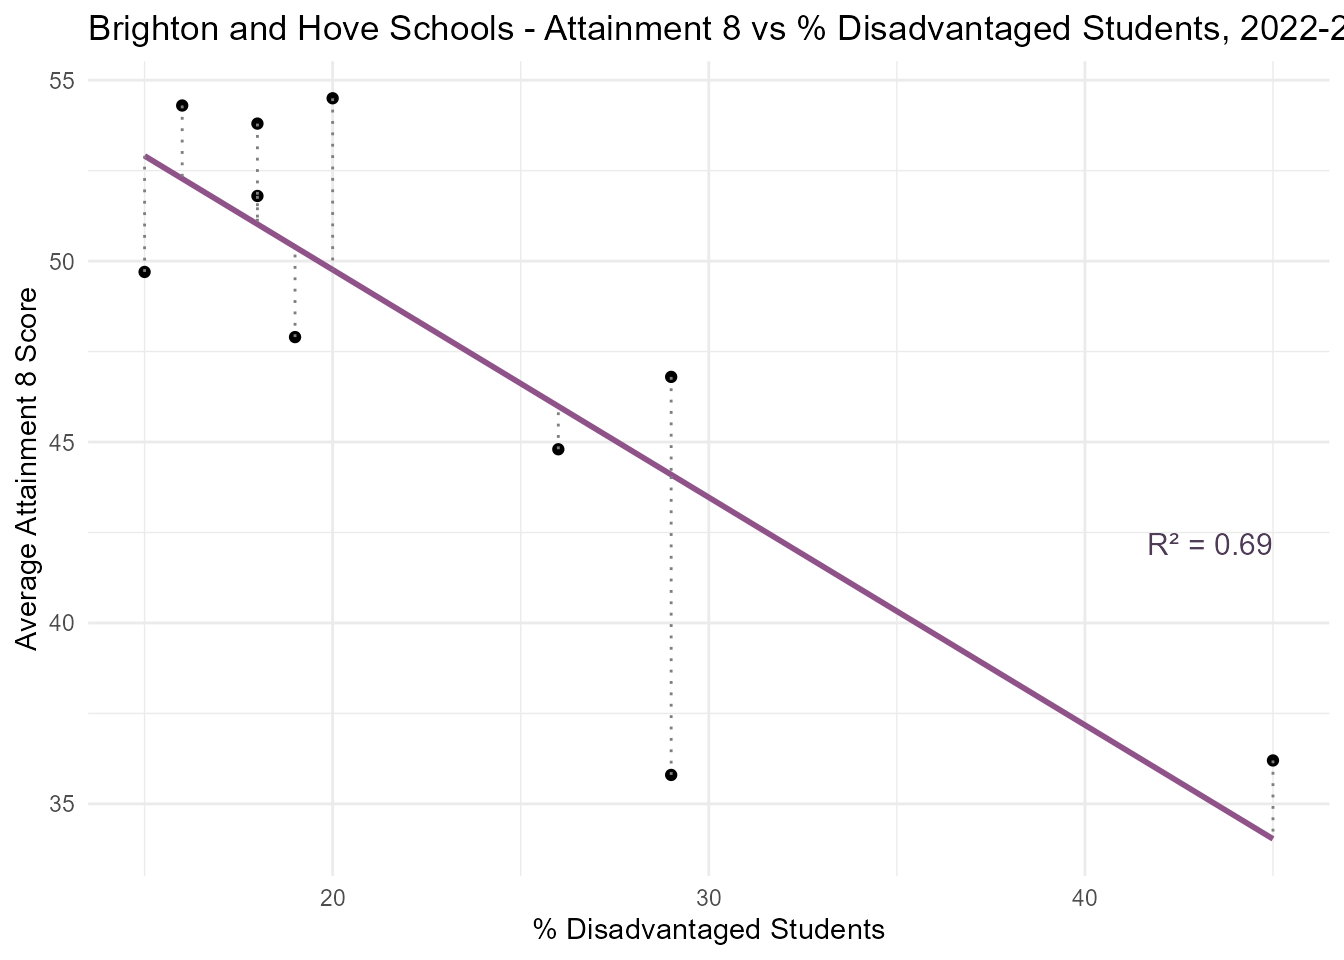 Brighton and Hove Schools - Attainment 8 vs % Disadvantaged Students, 2022-2
55
50
45
40
35
Average Attainment 8 Score
R² = 0.69
20 30 40
% Disadvantaged Students